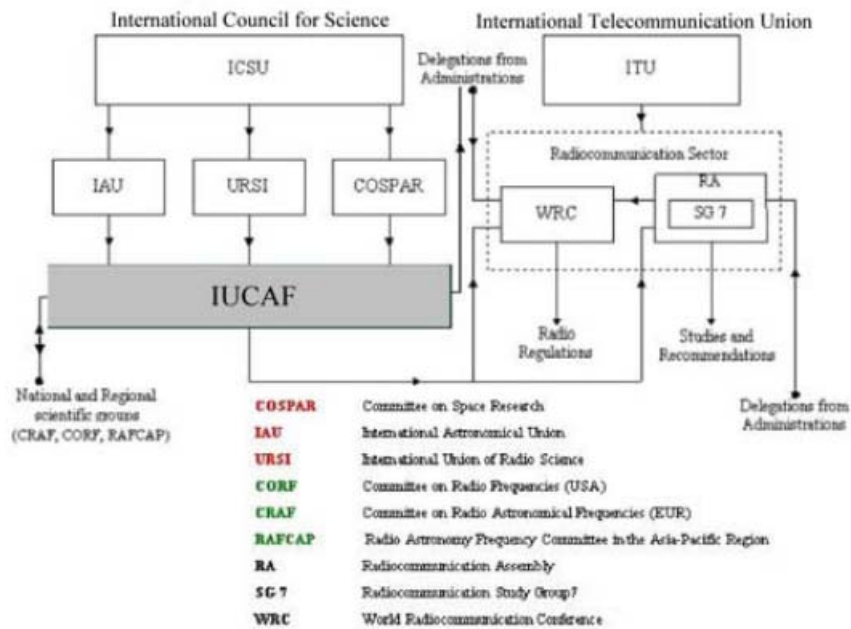 International Council for Science
International Telecommunication Union
ICSU
Delegations from
Administrations
ITU
Radiocommunication Sector
IAU
URSI
COSPAR
WRC
RA
SG 7
IUCAF
Radio
Regulations
Studies and
Recommendations
National and Regional
scientific groups
(CRAF, CORF, RAFCAP)
Delegations from
Administrations
COSPAR Committee on Space Research
IAU International Astronomical Union
URSI International Union of Radio Science
CORF Committee on Radio Frequencies (USA)
CRAF Committee on Radio Astronomical Frequencies (EUR)
RAFCAP Radio Astronomy Frequency Committee in the Asia-Pacific Region
RA Radiocommunication Assembly
SG 7 Radiocommunication Study Group7
WRC World Radiocommunication Conference